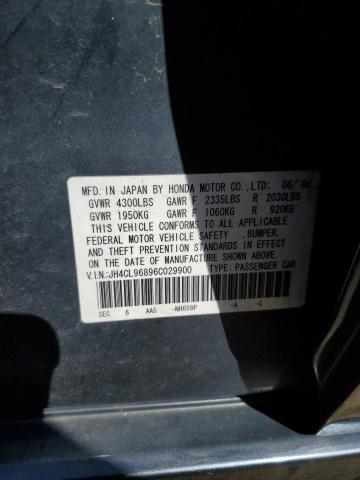 MFD. IN JAPAN BY HONDA MOTOR CO.,LTD: 06/06
GVWR 4300LBS GAWR F 2335LBS R 2030LBS
GVWR 1950KG GAWR F 1060KG R 920KG
THIS VEHICLE CONFORMS TO ALL APPLICABLE
FEDERAL MOTOR VEHICLE SAFETY ,BUMPER,
AND THEFT PREVENTION STANDARDS IN EFFECT
ON THE DATE OF MANUFACTURE SHOWN ABOVE.
V.I.N.:JH4CL96896C029900 TYPE: PASSENGER CAR
SEC 6 AA5 -NH658P -A -C